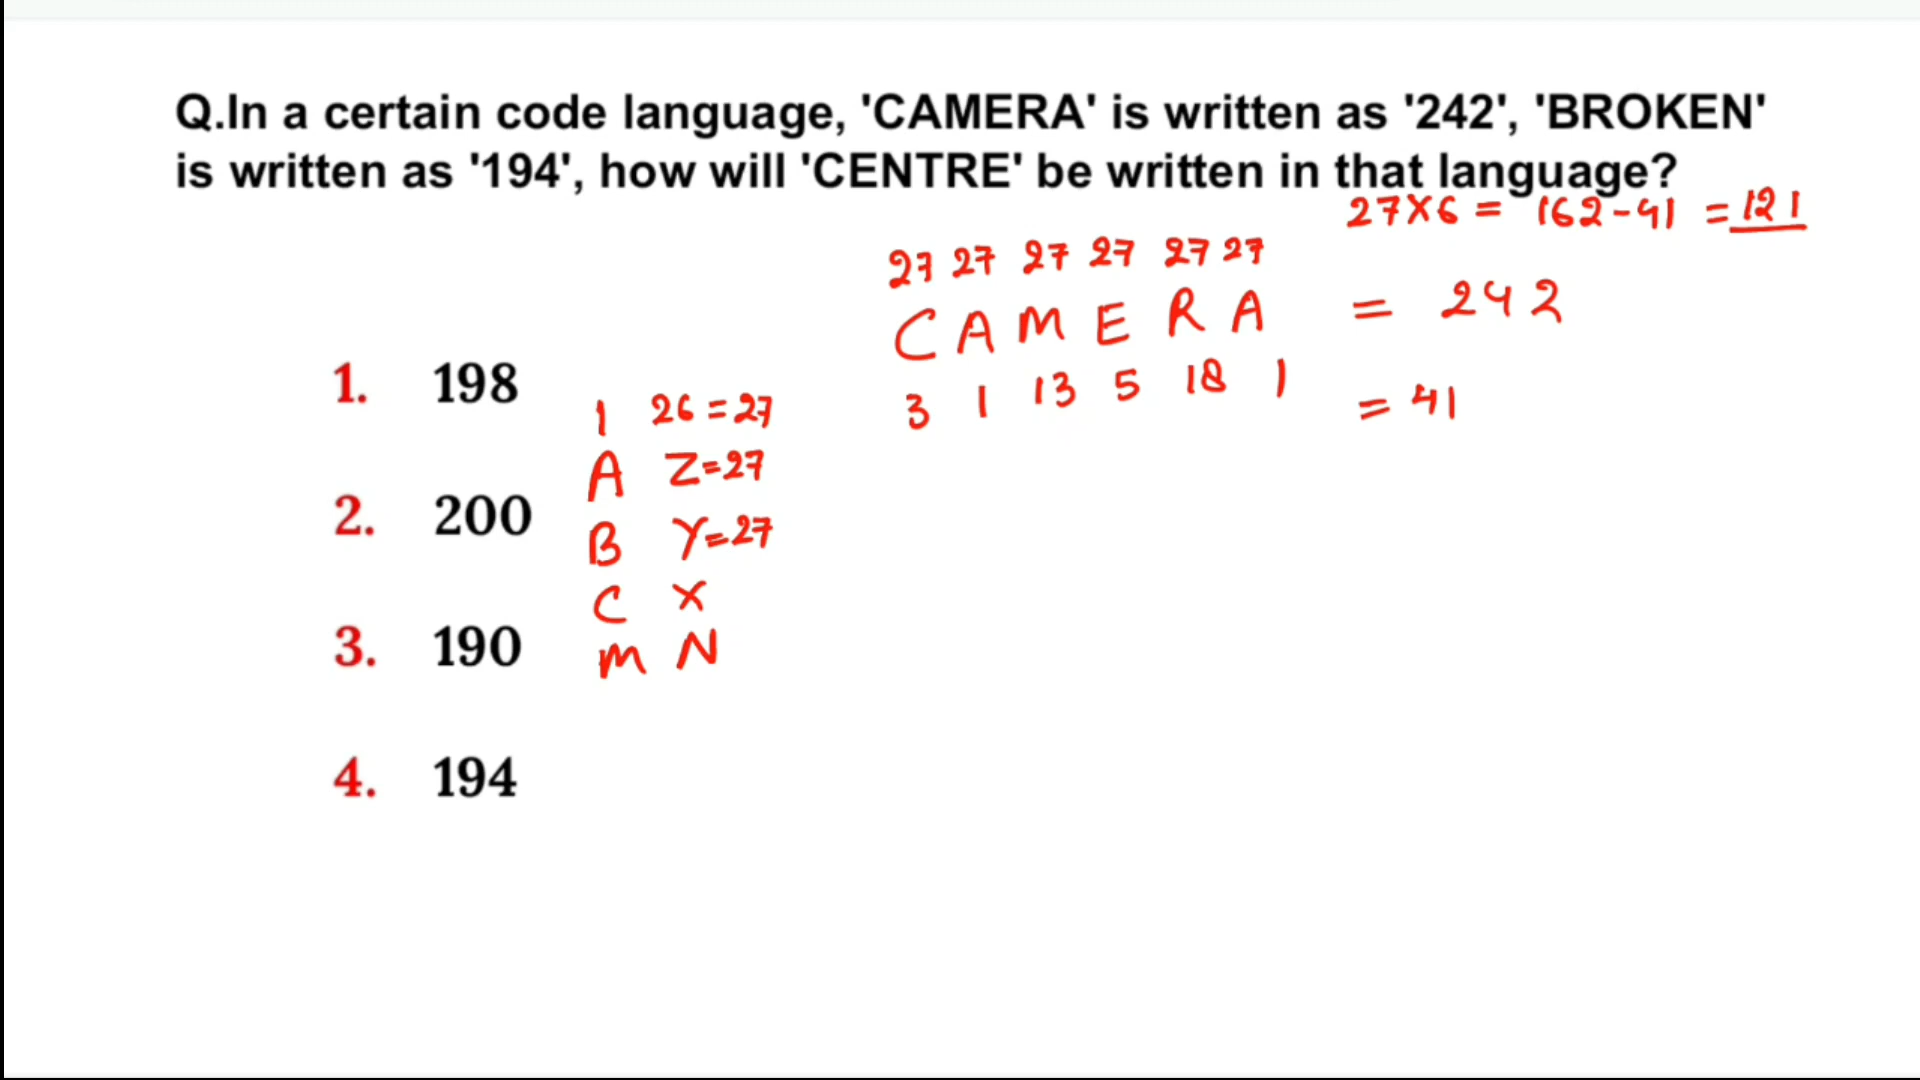 Q.In a certain code language, 'CAMERA' is written as '242', 'BROKEN'
is written as '194', how will 'CENTRE' be written in that language?
27X6 = 162-41 = 121
27 27 27 27 27 27
C A M E R A = 242
3 1 13 5 18 1 = 41
1. 198
1 26 = 27
A Z=27
2. 200
B Y=27
C X
3. 190
M N
4. 194